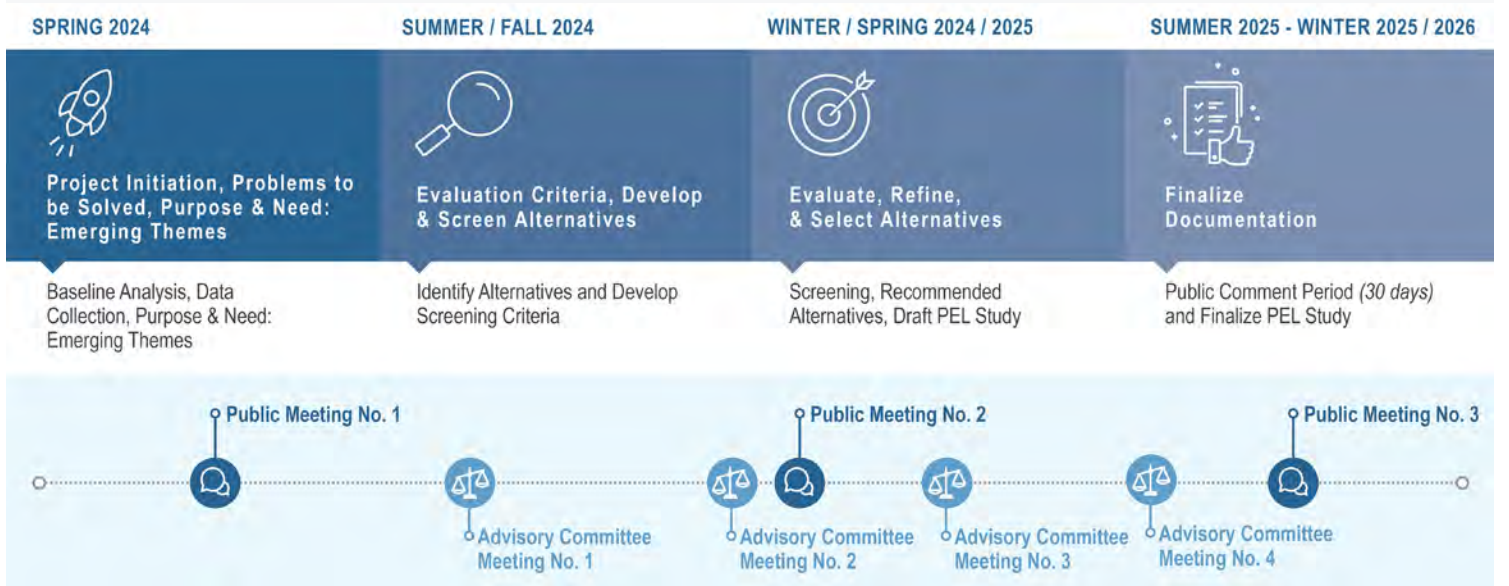 SPRING 2024
SUMMER / FALL 2024
WINTER / SPRING 2024 / 2025
SUMMER 2025 - WINTER 2025 / 2026
Project Initiation, Problems to
be Solved, Purpose & Need:
Emerging Themes
Evaluation Criteria, Develop
& Screen Alternatives
Evaluate, Refine,
& Select Alternatives
Finalize
Documentation
Baseline Analysis, Data
Collection, Purpose & Need:
Emerging Themes
Identify Alternatives and Develop
Screening Criteria
Screening, Recommended
Alternatives, Draft PEL Study
Public Comment Period (30 days)
and Finalize PEL Study
Public Meeting No. 1
Public Meeting No. 2
Public Meeting No. 3
Advisory Committee
Meeting No. 1
Advisory Committee
Meeting No. 2
Advisory Committee
Meeting No. 3
Advisory Committee
Meeting No. 4